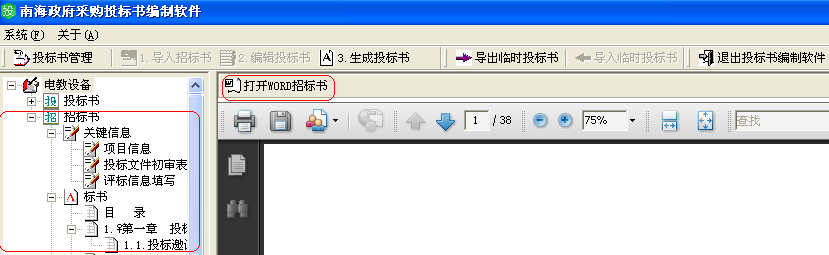 南海政府采购投标书编制软件
系统(E) 关于(A)
投标书管理 1.导入招标书 2.编辑投标书 3.生成投标书 导出临时投标书 导入临时投标书 退出投标书编制软件
电教设备
投标书
招标书
关键信息
项目信息
投标文件初审表
评标信息填写
标书
目 录
1.第一章 投标
1.1.投标邀
打开WORD招标书
1 / 38 75% 查找